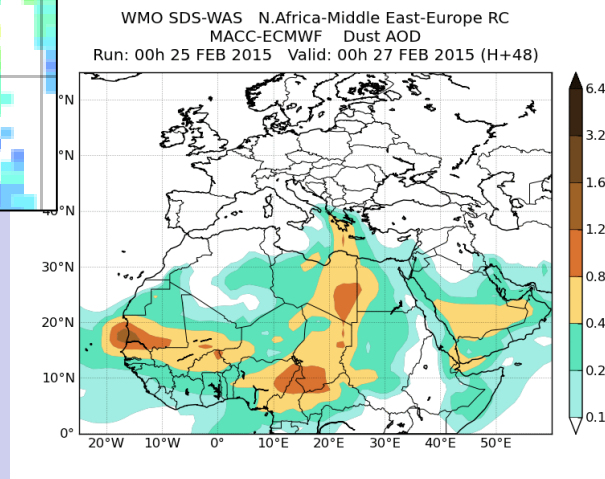 WMO SDS-WAS   N.Africa-Middle East-Europe RC
MACC-ECMWF    Dust AOD
Run: 00h 25 FEB 2015   Valid: 00h 27 FEB 2015 (H+48)
°N
°N
°N
30°N
20°N
10°N
0°
20°W 10°W 0° 10°E 20°E 30°E 40°E 50°E
6.4
3.2
1.6
1.2
0.8
0.4
0.2
0.1